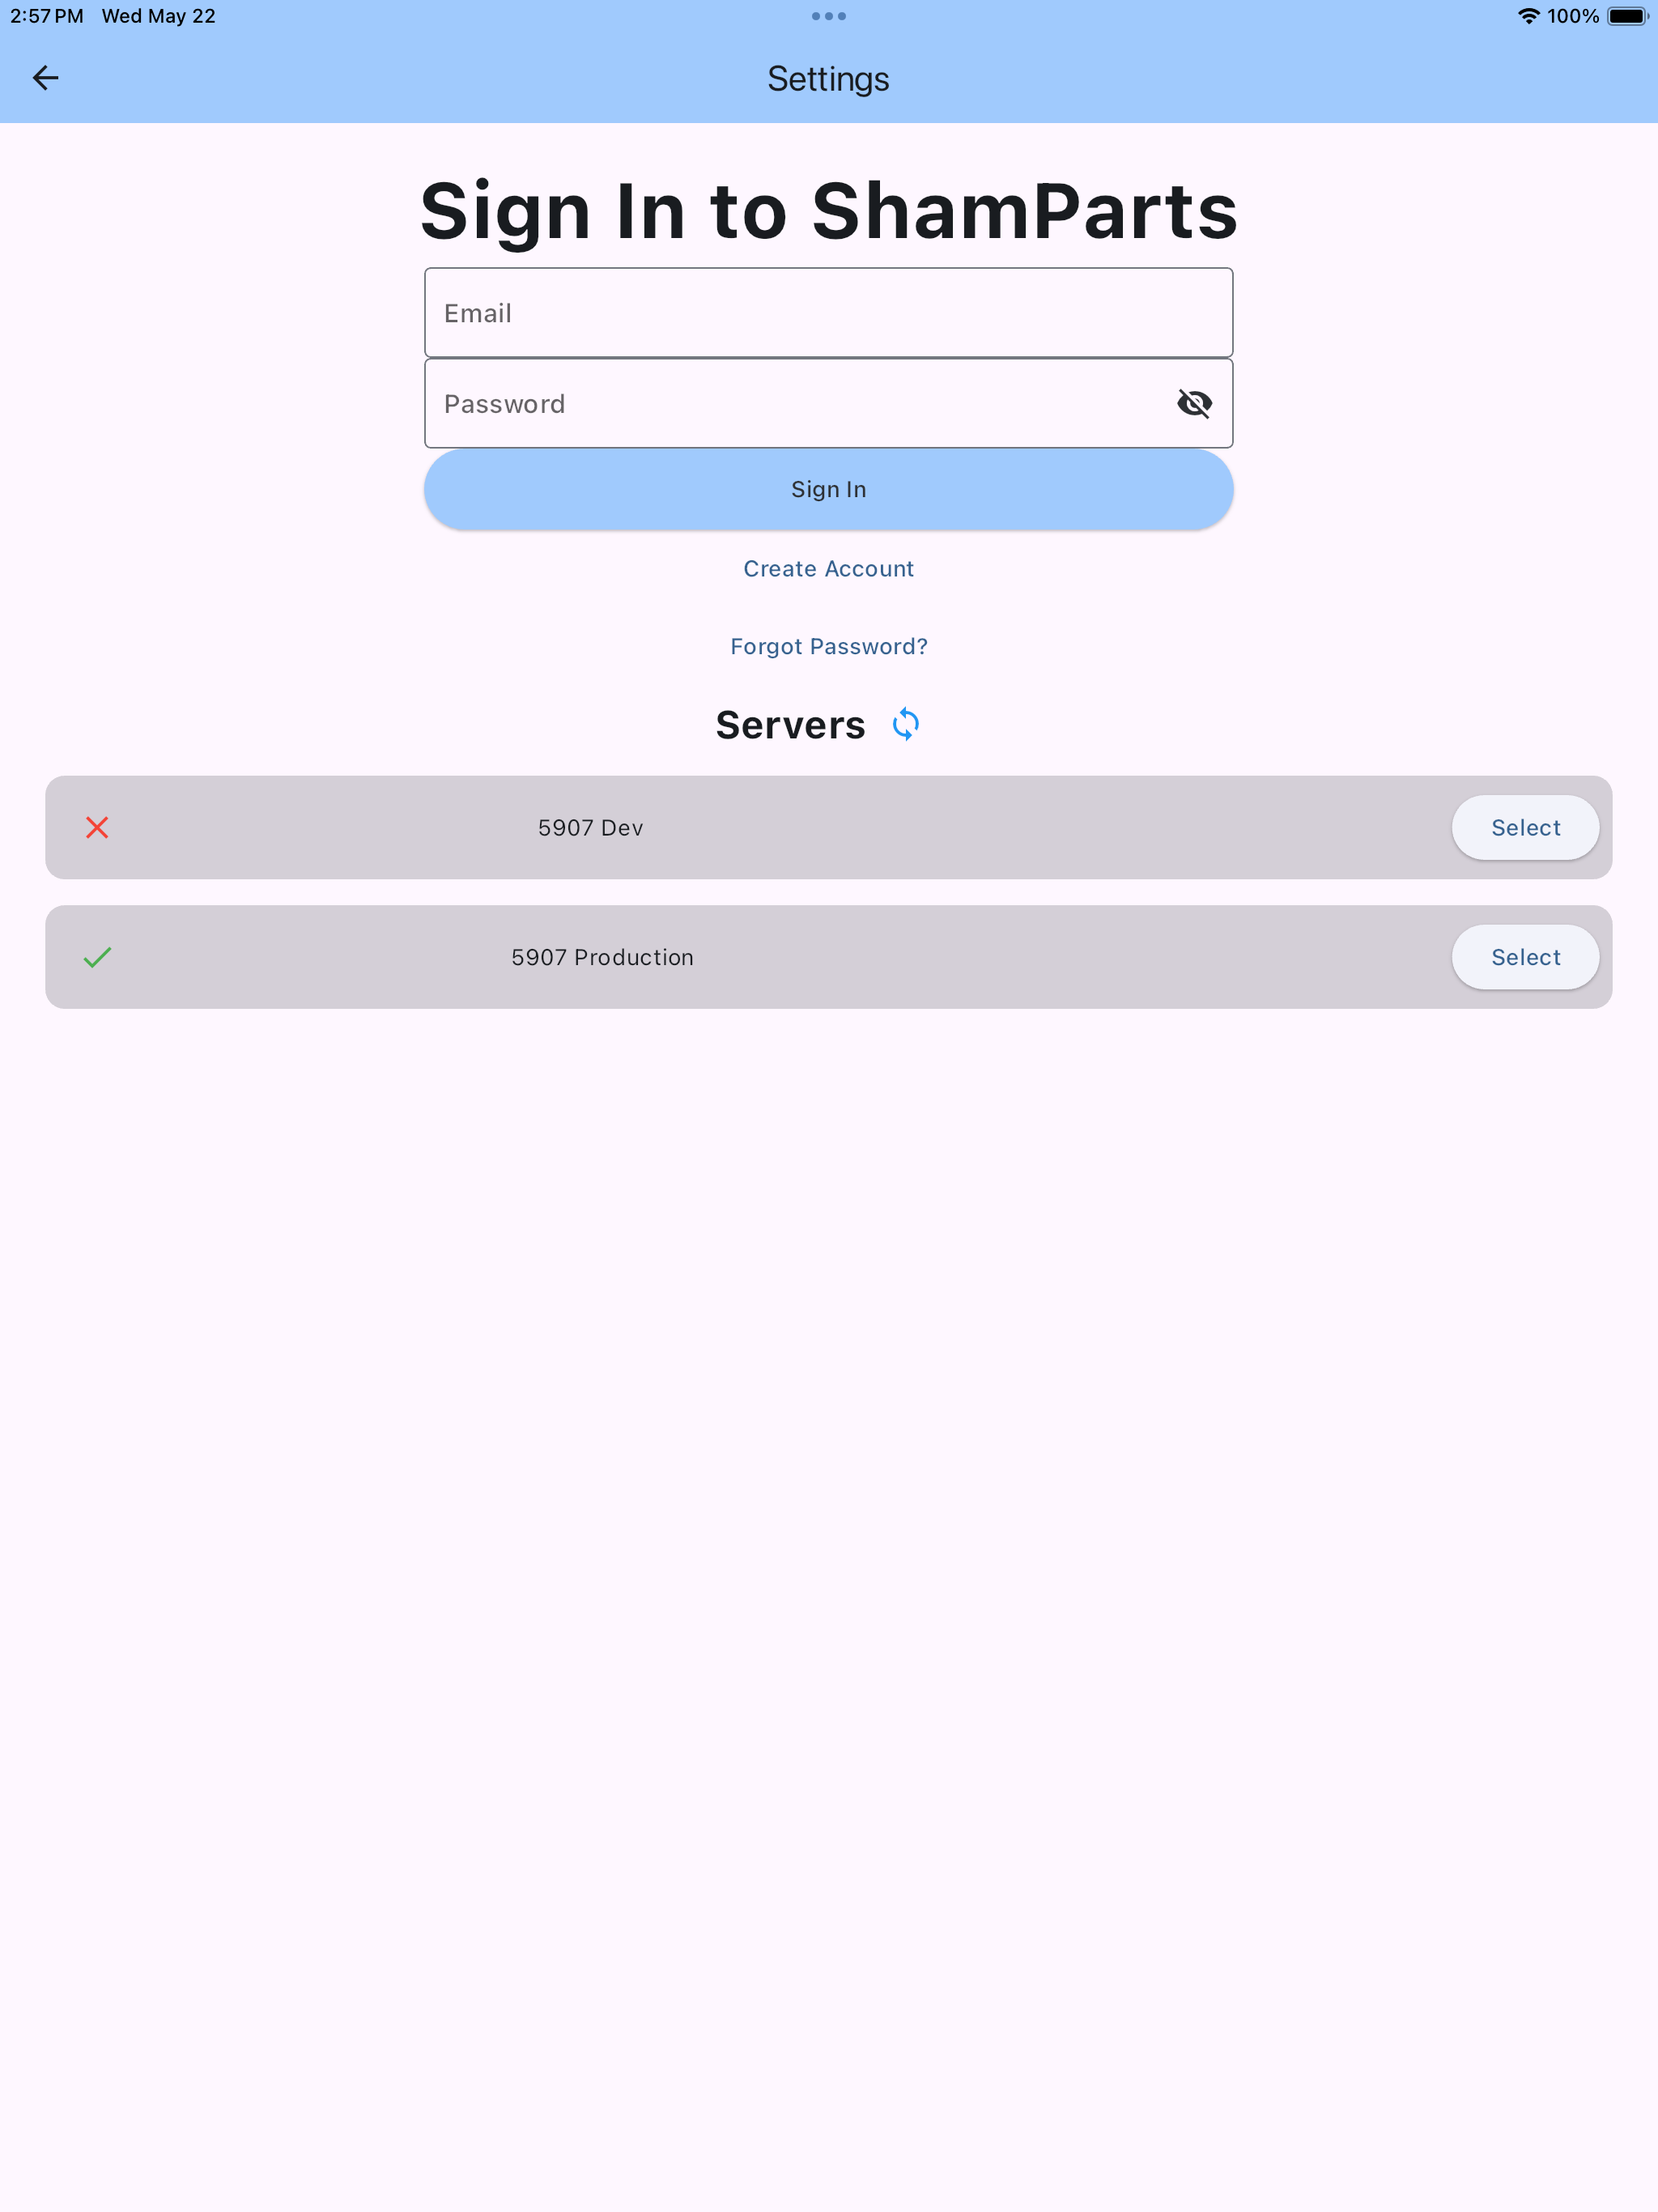 2:57 PM Wed May 22
100%
Settings
Sign In to ShamParts
Email
Password
Sign In
Create Account
Forgot Password?
Servers
5907 Dev Select
5907 Production Select